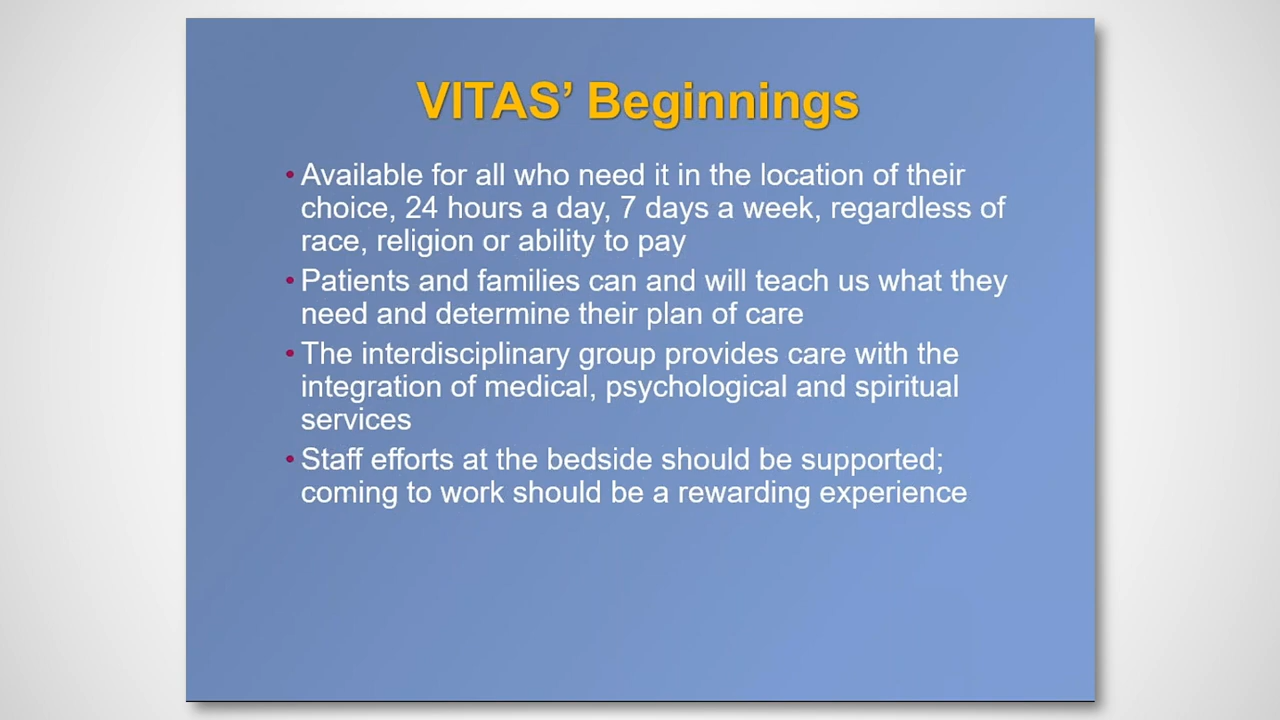 VITAS’ Beginnings
• Available for all who need it in the location of their
choice, 24 hours a day, 7 days a week, regardless of
race, religion or ability to pay
• Patients and families can and will teach us what they
need and determine their plan of care
• The interdisciplinary group provides care with the
integration of medical, psychological and spiritual
services
• Staff efforts at the bedside should be supported;
coming to work should be a rewarding experience